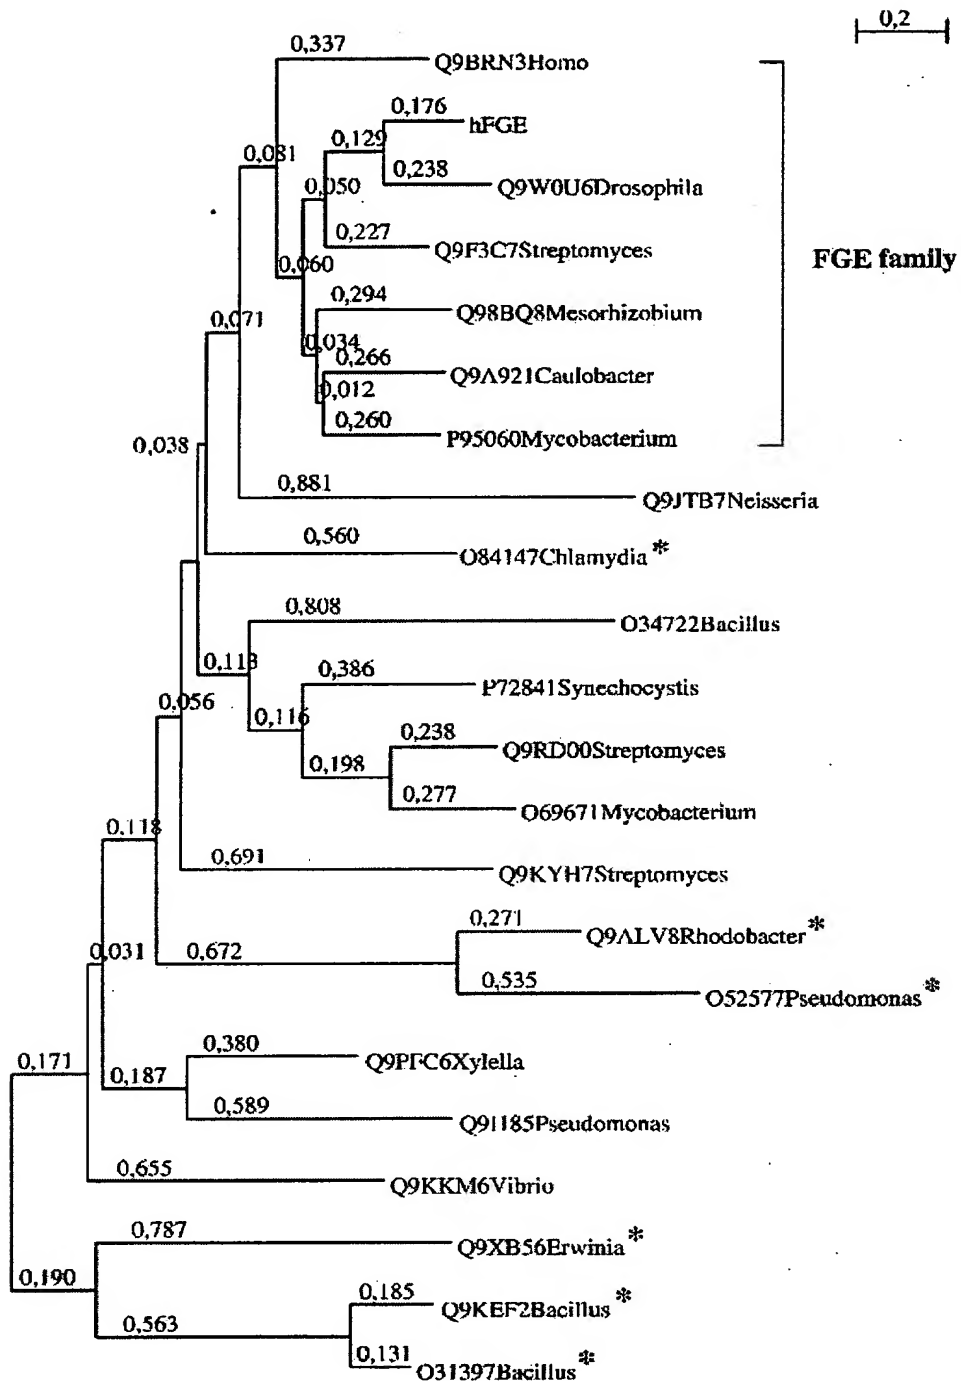 0,2
0,337
Q9BRN3Homo
0,176
hFGE
0,129
0,081
0,238
Q9W0U6Drosophila
0,050
0,227
Q9F3C7Streptomyces
FGE family
0,060
0,294
Q98BQ8Mesorhizobium
0,071
0,034
0,266
Q9A921Caulobacter
0,012
0,260
P95060Mycobacterium
0,038
0,881
Q9JTB7Neisseria
0,560
O84147Chlamydia*
0,808
O34722Bacillus
0,113
0,386
P72841Synechocystis
0,056
0,116
0,238
Q9RD00Streptomyces
0,198
0,277
O69671Mycobacterium
0,118
0,691
Q9KYH7Streptomyces
0,271
Q9ALV8Rhodobacter*
0,031
0,672
0,535
O52577Pseudomonas*
0,380
Q9PFC6Xylella
0,171
0,187
0,589
Q9I185Pseudomonas
0,655
Q9KKM6Vibrio
0,787
Q9XB56Erwinia*
0,190
0,185
Q9KEF2Bacillus*
0,563
0,131
O31397Bacillus*